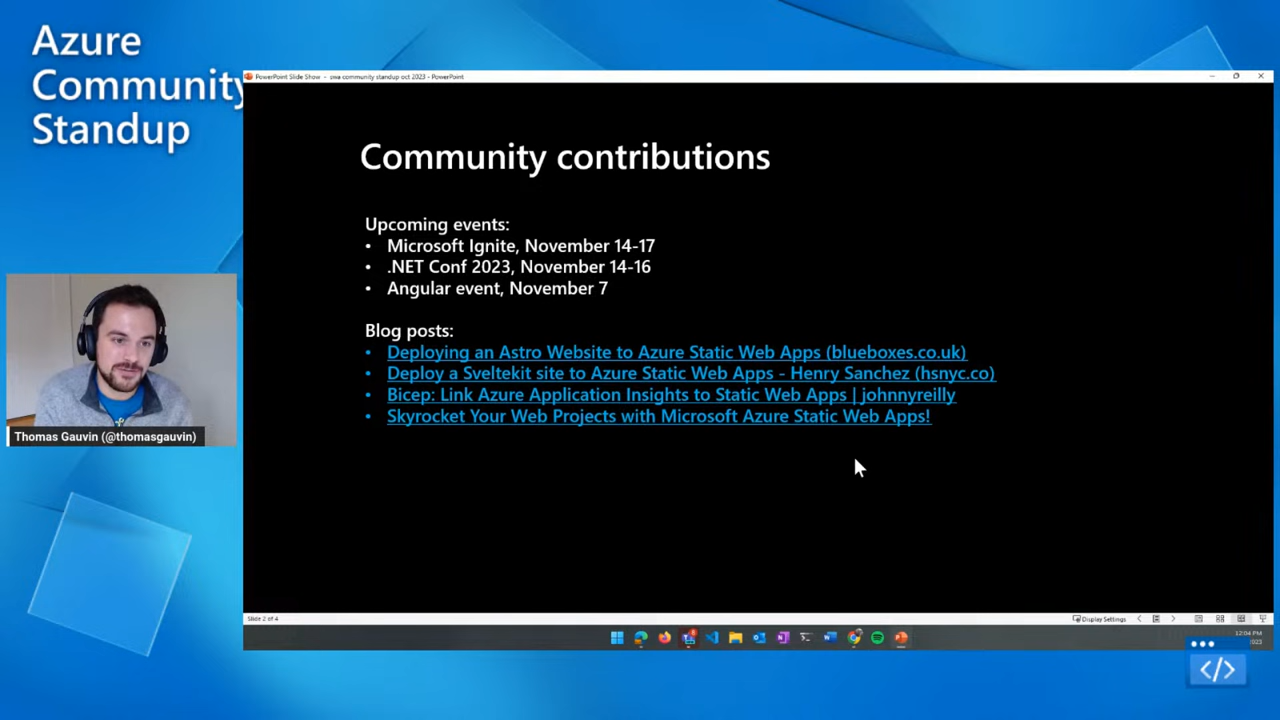 Azure
Community
Standup
PowerPoint Slide Show - swa community standup oct 2023 - PowerPoint
Community contributions
Upcoming events:
• Microsoft Ignite, November 14-17
• .NET Conf 2023, November 14-16
• Angular event, November 7
Blog posts:
• Deploying an Astro Website to Azure Static Web Apps (blueboxes.co.uk)
• Deploy a Sveltekit site to Azure Static Web Apps - Henry Sanchez (hsnyc.co)
• Bicep: Link Azure Application Insights to Static Web Apps | johnnyreilly
• Skyrocket Your Web Projects with Microsoft Azure Static Web Apps!
Thomas Gauvin (@thomasgauvin)
Slide 2 of 4
Display Settings
12:04 PM
2023
</>